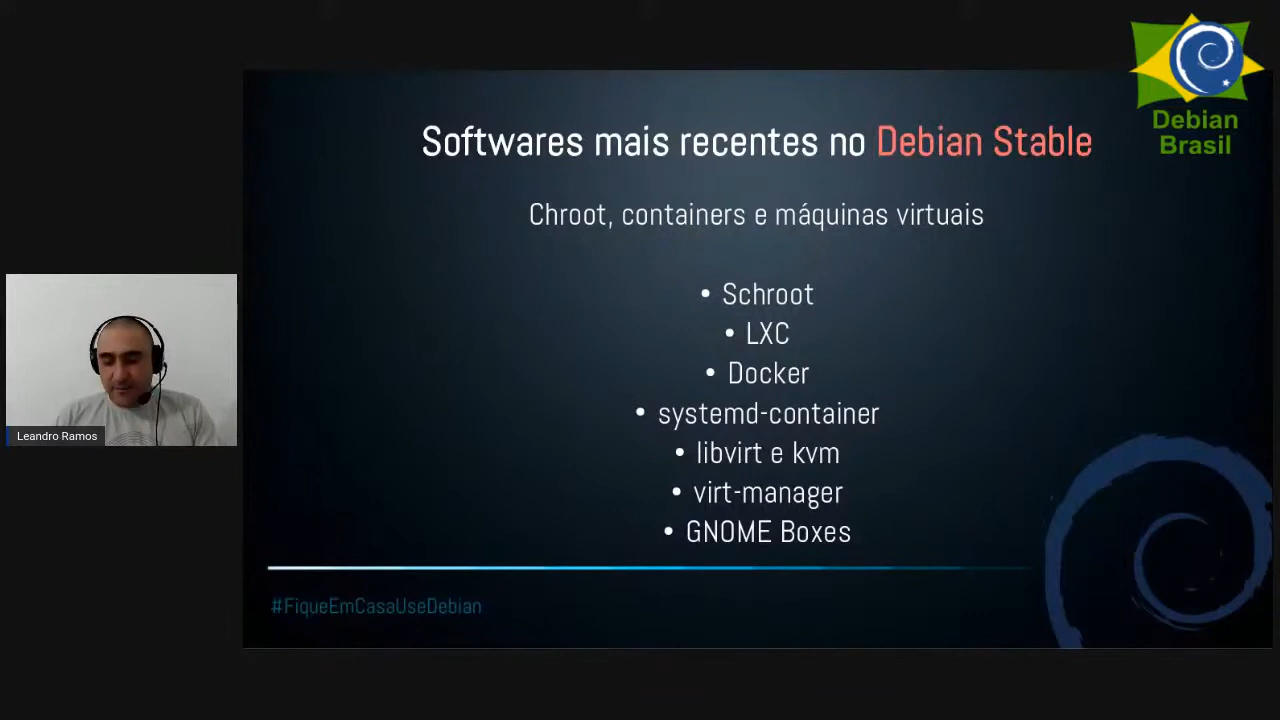 Debian
Brasil
Softwares mais recentes no Debian Stable
Chroot, containers e máquinas virtuais
• Schroot
• LXC
• Docker
• systemd-container
• libvirt e kvm
• virt-manager
• GNOME Boxes
Leandro Ramos
#FiqueEmCasaUseDebian